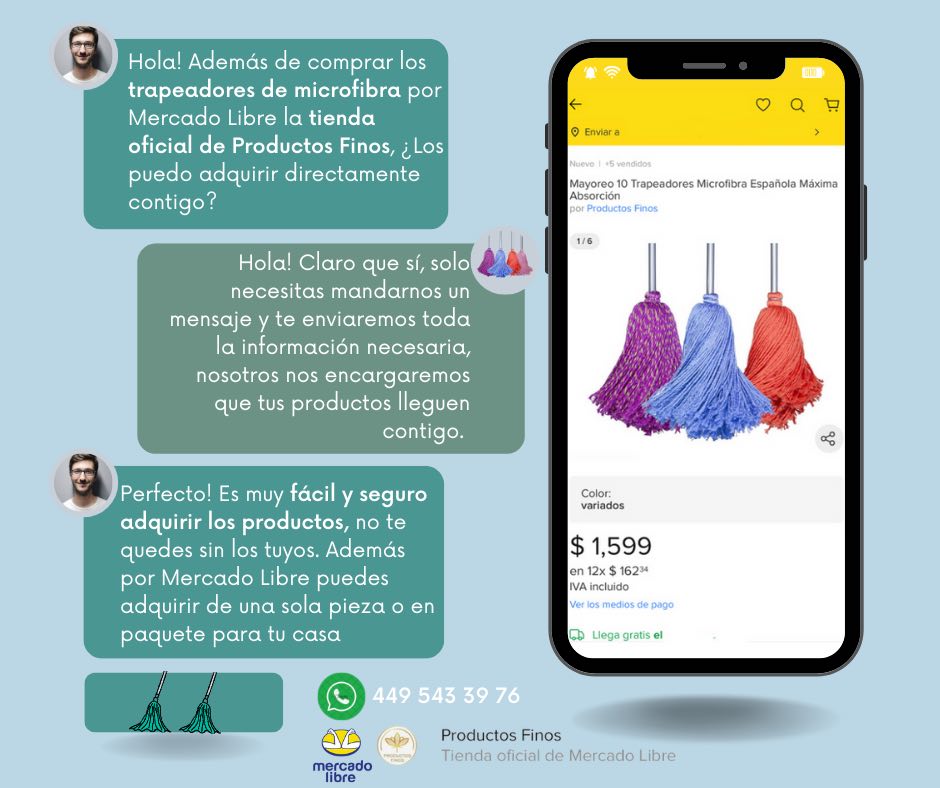 Hola! Además de comprar los
trapeadores de microfibra por
Mercado Libre la tienda
oficial de Productos Finos, ¿Los
puedo adquirir directamente
contigo?
Hola! Claro que sí, solo
necesitas mandarnos un
mensaje y te enviaremos toda
la información necesaria,
nosotros nos encargaremos
que tus productos lleguen
contigo.
Perfecto! Es muy fácil y seguro
adquirir los productos, no te
quedes sin los tuyos. Además
por Mercado Libre puedes
adquirir de una sola pieza o en
paquete para tu casa
Enviar a
Nuevo | +5 vendidos
Mayoreo 10 Trapeadores Microfibra Española Máxima
Absorción
por Productos Finos
1 / 6
Color:
variados
$ 1,599
en 12x $ 162³⁴
IVA incluido
Ver los medios de pago
Llega gratis el
449 543 39 76
mercado
libre
PRODUCTOS
FINOS
Productos Finos
Tienda oficial de Mercado Libre